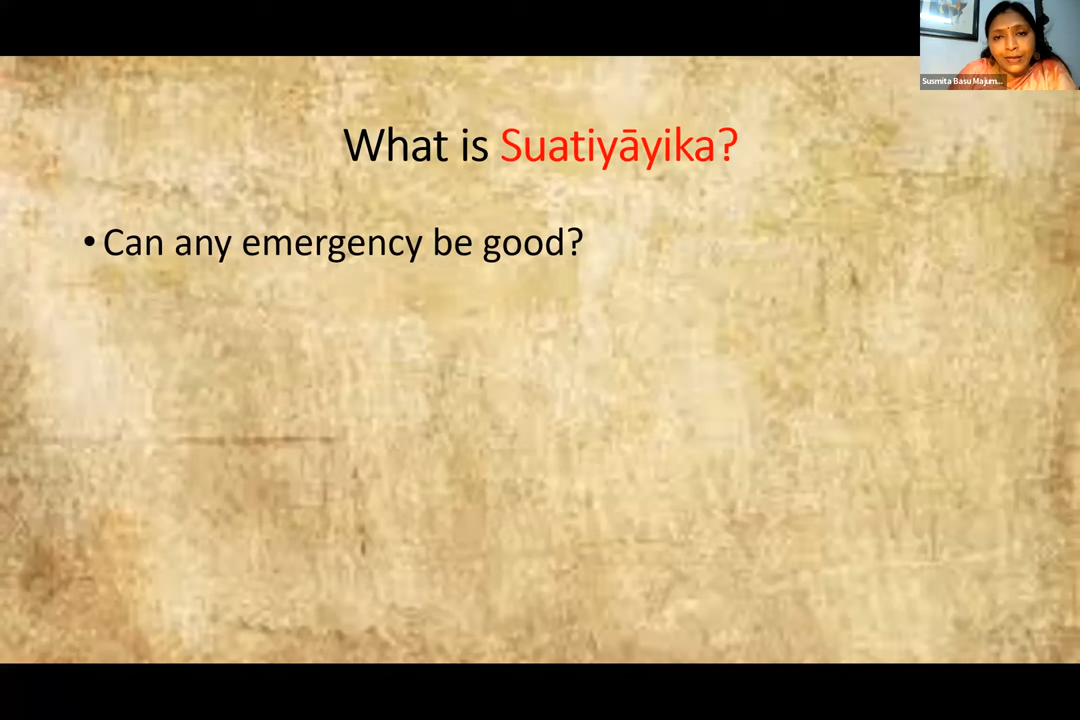 Susmita Basu Majum...
What is Suatiyāyika?
• Can any emergency be good?